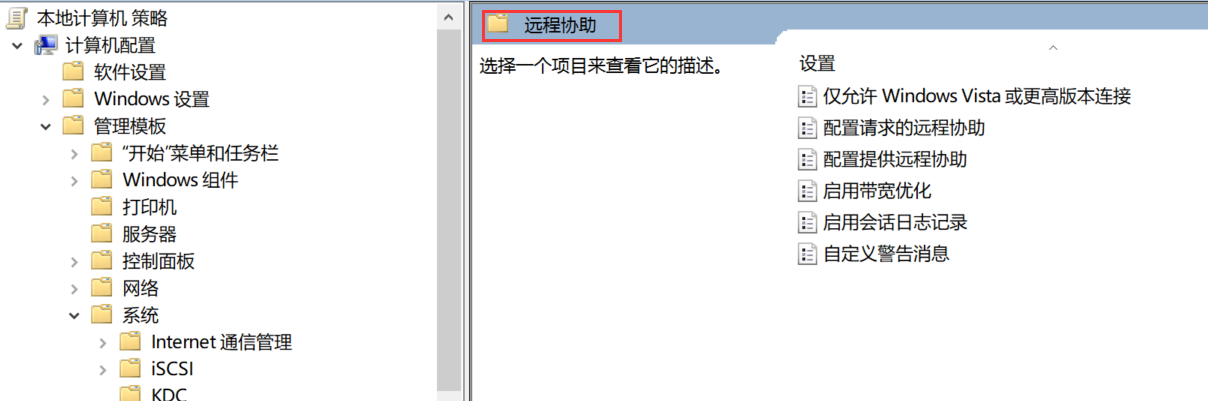 本地计算机 策略
计算机配置
软件设置
Windows 设置
管理模板
“开始”菜单和任务栏
Windows 组件
打印机
服务器
控制面板
网络
系统
Internet 通信管理
iSCSI
KDC
远程协助
选择一个项目来查看它的描述。
设置
仅允许 Windows Vista 或更高版本连接
配置请求的远程协助
配置提供远程协助
启用带宽优化
启用会话日志记录
自定义警告消息